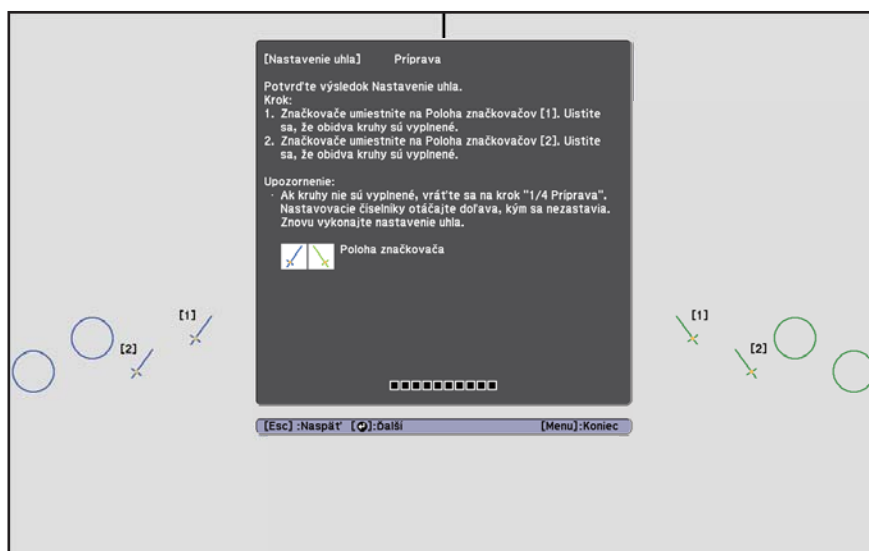 [Nastavenie uhla] Príprava
Potvrďte výsledok Nastavenie uhla.
Krok:
1. Značkovače umiestnite na Poloha značkovačov [1]. Uistite
sa, že obidva kruhy sú vyplnené.
2. Značkovače umiestnite na Poloha značkovačov [2]. Uistite
sa, že obidva kruhy sú vyplnené.
Upozornenie:
· Ak kruhy nie sú vyplnené, vráťte sa na krok "1/4 Príprava".
Nastavovacie číselníky otáčajte doľava, kým sa nezastavia.
Znovu vykonajte nastavenie uhla.
Poloha značkovača
[1]
[2]
[1]
[2]
[Esc] :Naspäť [⏎]:Ďalší [Menu]:Koniec